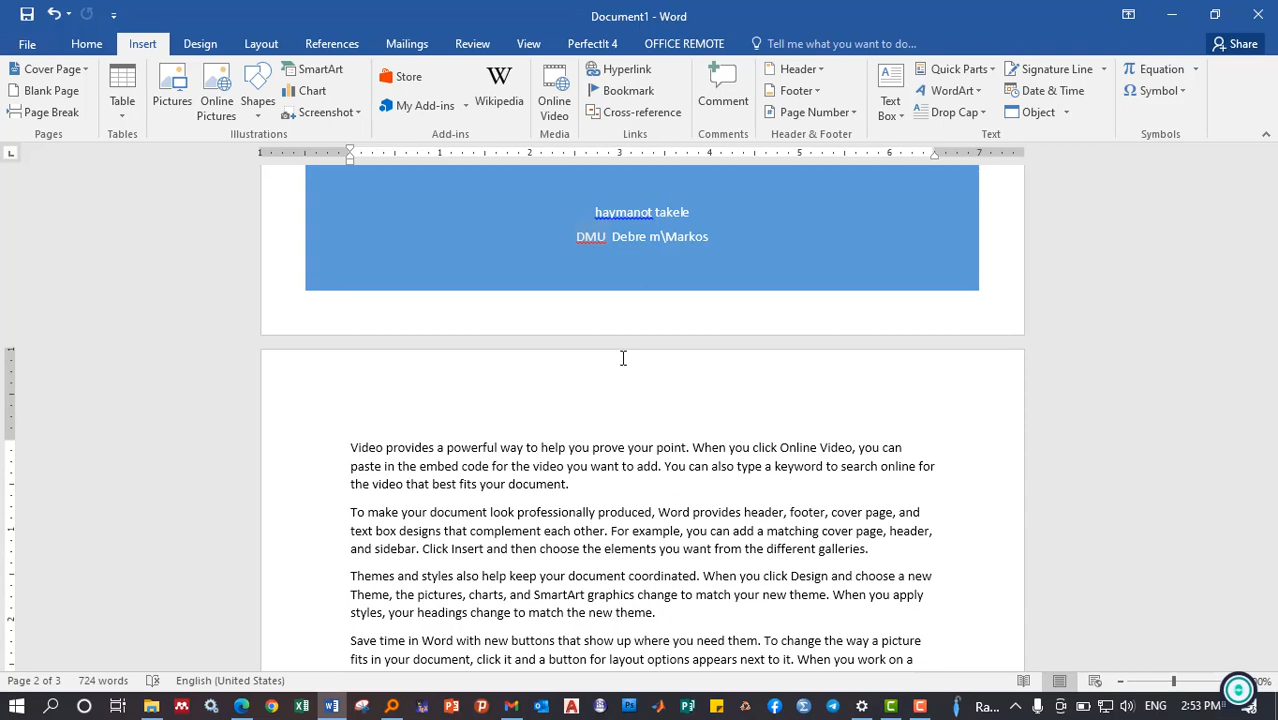 Document1 - Word
File Home Insert Design Layout References Mailings Review View PerfectIt OFFICE REMOTE Tell me what you want to do... Share
Cover Page
Blank Page
Page Break
Pages
Table
Tables
Pictures
Online Pictures
Shapes
SmartArt
Chart
Screenshot
Illustrations
Store
My Add-ins
Wikipedia
Add-ins
Online Video
Media
Hyperlink
Bookmark
Cross-reference
Links
Comment
Comments
Header
Footer
Page Number
Header & Footer
Text Box
Quick Parts
WordArt
Drop Cap
Signature Line
Date & Time
Object
Text
Equation
Symbol
Symbols
1 1 2 3 4 5 6 7
haymanot takele
DMU Debre m\Markos
Video provides a powerful way to help you prove your point. When you click Online Video, you can
paste in the embed code for the video you want to add. You can also type a keyword to search online for
the video that best fits your document.
To make your document look professionally produced, Word provides header, footer, cover page, and
text box designs that complement each other. For example, you can add a matching cover page, header,
and sidebar. Click Insert and then choose the elements you want from the different galleries.
Themes and styles also help keep your document coordinated. When you click Design and choose a new
Theme, the pictures, charts, and SmartArt graphics change to match your new theme. When you apply
styles, your headings change to match the new theme.
Save time in Word with new buttons that show up where you need them. To change the way a picture
fits in your document, click it and a button for layout options appears next to it. When you work on a
Page 2 of 3 724 words English (United States)
Ra... ENG 2:53 PM